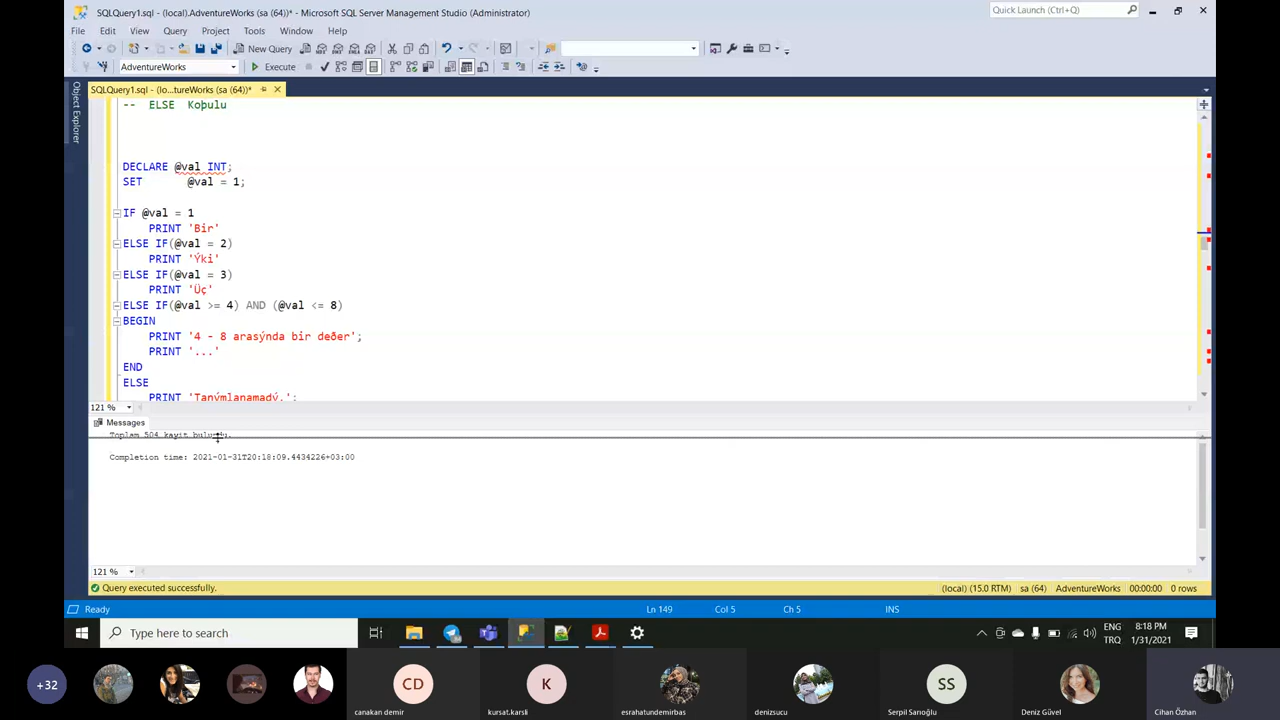 SQLQuery1.sql - (local).AdventureWorks (sa (64))* - Microsoft SQL Server Management Studio (Administrator)
Quick Launch (Ctrl+Q)
File Edit View Query Project Tools Window Help
New Query
AdventureWorks
Execute
SQLQuery1.sql - (lo...tureWorks (sa (64))*
Object Explorer
-- ELSE Koþulu
DECLARE @val INT;
SET @val = 1;
IF @val = 1
PRINT 'Bir'
ELSE IF(@val = 2)
PRINT 'Ýki'
ELSE IF(@val = 3)
PRINT 'Üç'
ELSE IF(@val >= 4) AND (@val <= 8)
BEGIN
PRINT '4 - 8 arasýnda bir deðer';
PRINT '...'
END
ELSE
PRINT 'Tanýmlanamadý.';
121 %
Messages
Toplam 504 kayit
Completion time: 2021-01-31T20:18:09.4434226+03:00
121 %
Query executed successfully.
(local) (15.0 RTM) sa (64) AdventureWorks 00:00:00 0 rows
Ready Ln 149 Col 5 Ch 5 INS
Type here to search
ENG 8:18 PM
TRQ 1/31/2021
+32 CD K SS
canakan demir kursat.karsli esrahatundemirbas denizsucu Serpil Sarıoğlu Deniz Güvel Cihan Özhan